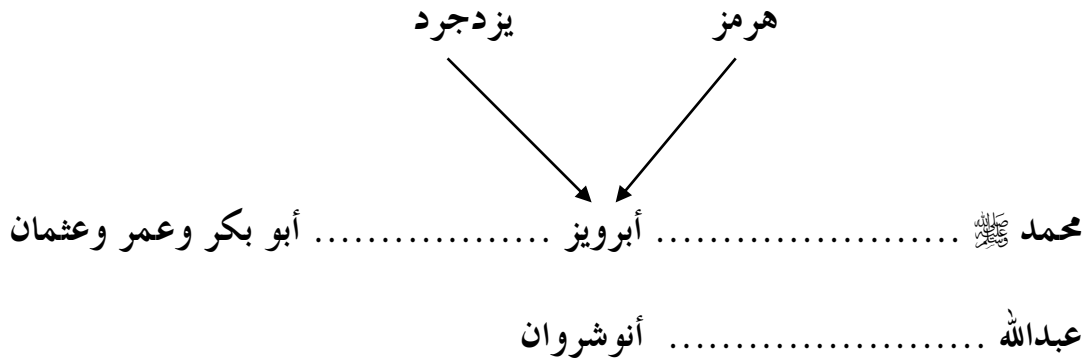 هرمز يزدجرد
محمد ﷺ ....................... أبرويز .................. أبو بكر وعمر وعثمان
عبدالله ........................ أنوشروان